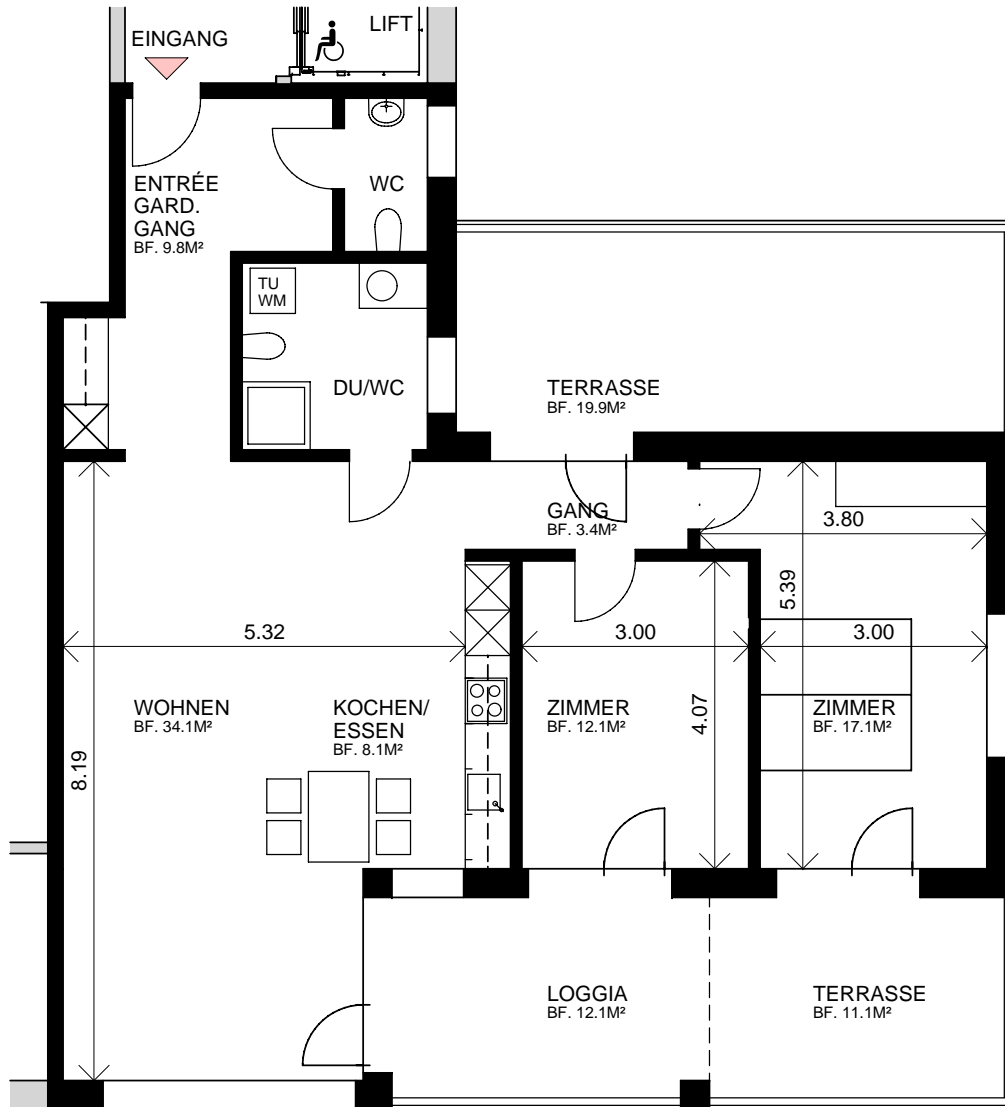 LIFT
EINGANG
ENTRÉE
GARD.
GANG
BF. 9.8M²
WC
TU
WM
DU/WC
TERRASSE
BF. 19.9M²
GANG
BF. 3.4M²
3.80
5.39
5.32
3.00
3.00
WOHNEN
BF. 34.1M²
KOCHEN/
ESSEN
BF. 8.1M²
ZIMMER
BF. 12.1M²
4.07
ZIMMER
BF. 17.1M²
8.19
LOGGIA
BF. 12.1M²
TERRASSE
BF. 11.1M²